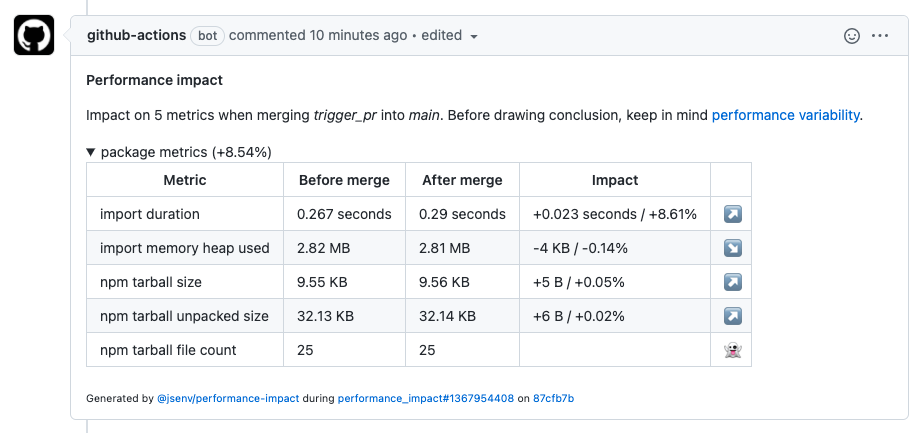 github-actions bot commented 10 minutes ago • edited
Performance impact
Impact on 5 metrics when merging trigger_pr into main. Before drawing conclusion, keep in mind performance variability.
▼ package metrics (+8.54%)
Metric Before merge After merge Impact
import duration 0.267 seconds 0.29 seconds +0.023 seconds / +8.61% ↗️
import memory heap used 2.82 MB 2.81 MB -4 KB / -0.14% ↘️
npm tarball size 9.55 KB 9.56 KB +5 B / +0.05% ↗️
npm tarball unpacked size 32.13 KB 32.14 KB +6 B / +0.02% ↗️
npm tarball file count 25 25 👻
Generated by @jsenv/performance-impact during performance_impact#1367954408 on 87cfb7b